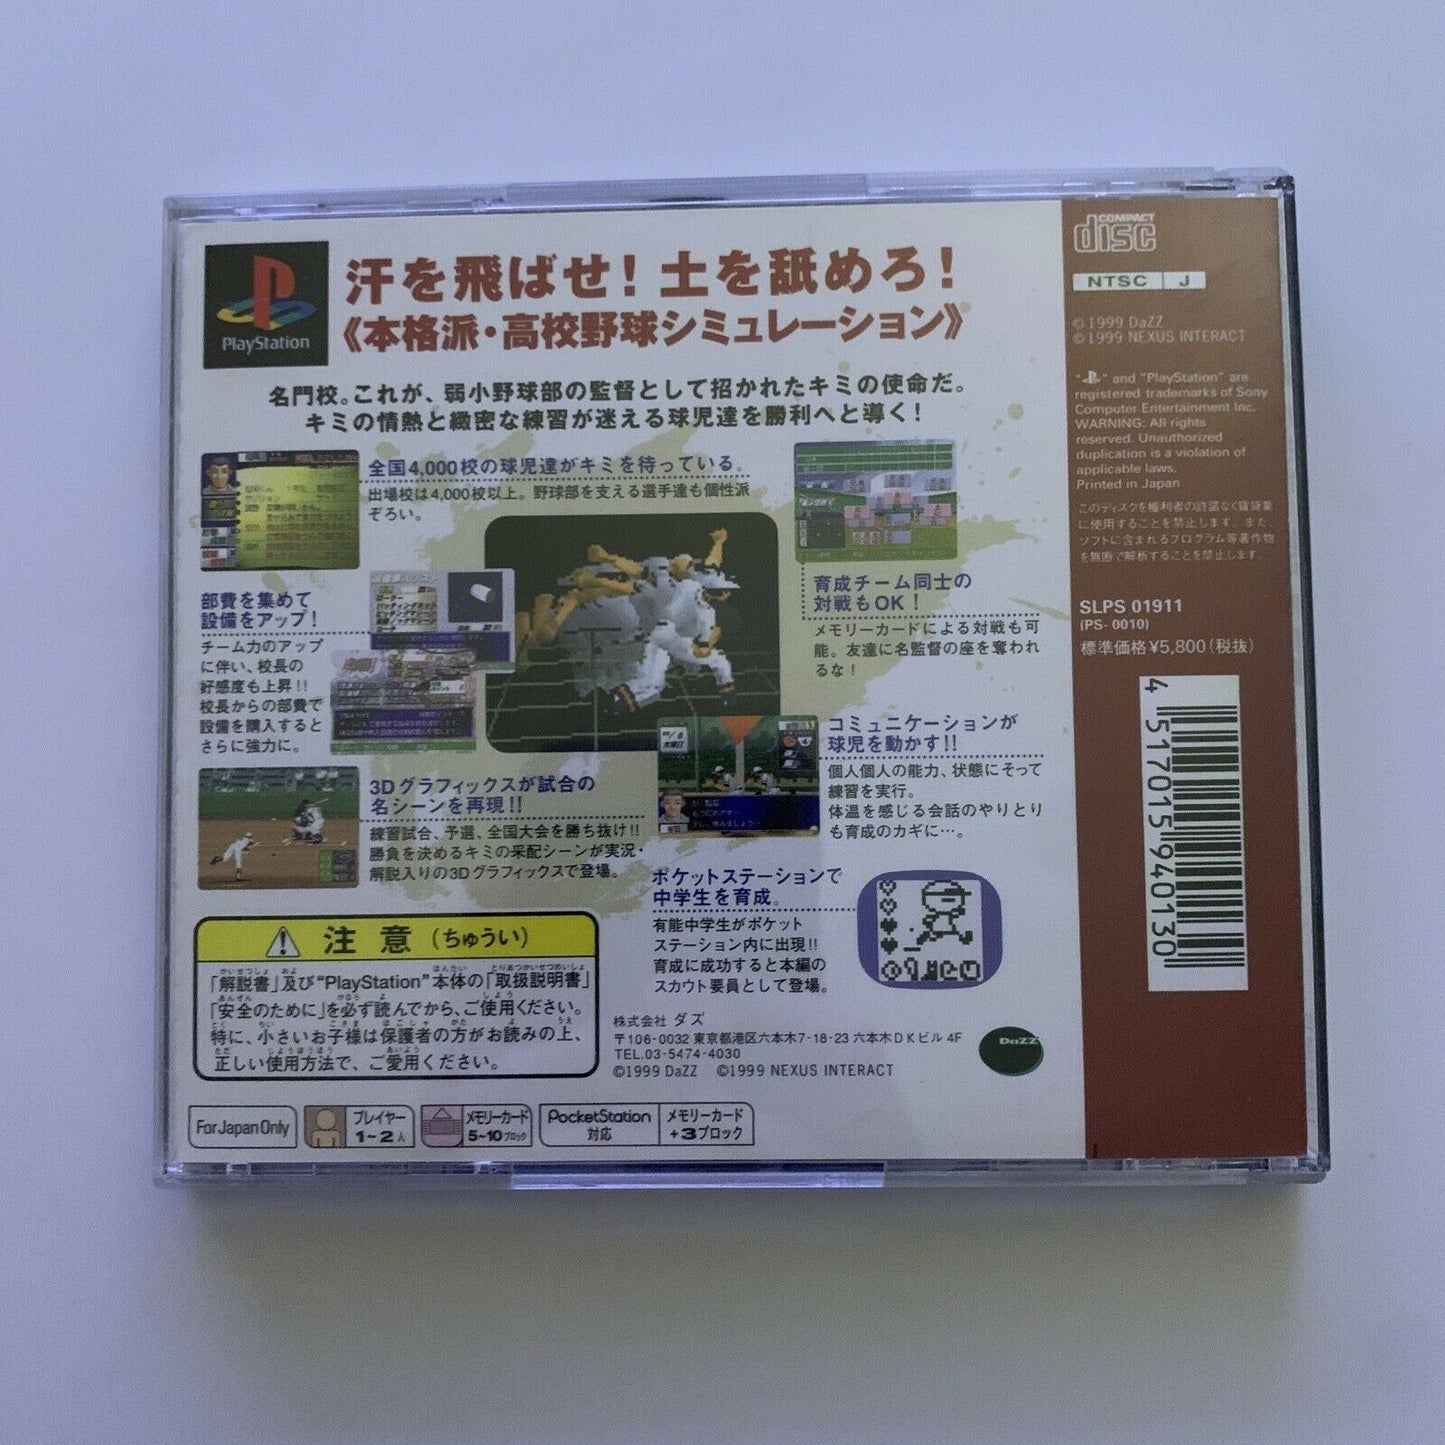 PlayStation
汗を飛ばせ！土を舐めろ！
《本格派・高校野球シミュレーション》
名門校。これが、弱小野球部の監督として招かれたキミの使命だ。
キミの情熱と緻密な練習が迷える球児達を勝利へと導く！
全国4,000校の球児達がキミを待っている。
出場校は4,000校以上。野球部を支える選手達も個性派
ぞろい。
部費を集めて
設備をアップ！
チーム力のアップ
に伴い、校長の
好感度も上昇！！
校長からの部費で
設備を購入すると
さらに強力に。
育成チーム同士の
対戦もOK！
メモリーカードによる対戦も可
能。友達に名監督の座を奪われ
るな！
コミュニケーションが
球児を動かす！！
個人個人の能力、状態にそって
練習を実行。
体温を感じる会話のやりとり
も育成のカギに…。
3Dグラフィックスが試合の
名シーンを再現！！
練習試合、予選、全国大会を勝ち抜け！！
勝負を決めるキミの采配シーンが実況・
解説入りの3Dグラフィックスで登場。
ポケットステーションで
中学生を育成。
有能中学生がポケット
ステーション内に出現！！
育成に成功すると本編の
スカウト要員として登場。
注意（ちゅうい）
「解説書」及び“PlayStation”本体の「取扱説明書」
「安全のために」を必ず読んでから、ご使用ください。
特に、小さいお子様は保護者の方がお読みの上、
正しい使用方法で、ご愛用ください。
株式会社 ダズ
〒106-0032 東京都港区六本木7-18-23 六本木DKビル 4F
TEL.03-5474-4030
©1999 DaZZ ©1999 NEXUS INTERACT
DaZZ
For Japan Only
プレイヤー
1~2人
メモリーカード
5~10ブロック
PocketStation
対応
メモリーカード
+3ブロック
COMPACT
disc
NTSC J
© 1999 DaZZ
© 1999 NEXUS INTERACT
" " and "PlayStation" are
registered trademarks of Sony
Computer Entertainment Inc.
WARNING: All rights
reserved. Unauthorized
duplication is a violation of
applicable laws.
Printed in Japan
このディスクを権利者の許諾なく賃貸業
に使用することを禁止します。また、
ソフトに含まれるプログラム等著作物
を無断で解析することを禁止します。
SLPS 01911
(PS- 0010)
標準価格¥5,800(税抜)
4 517015 940130